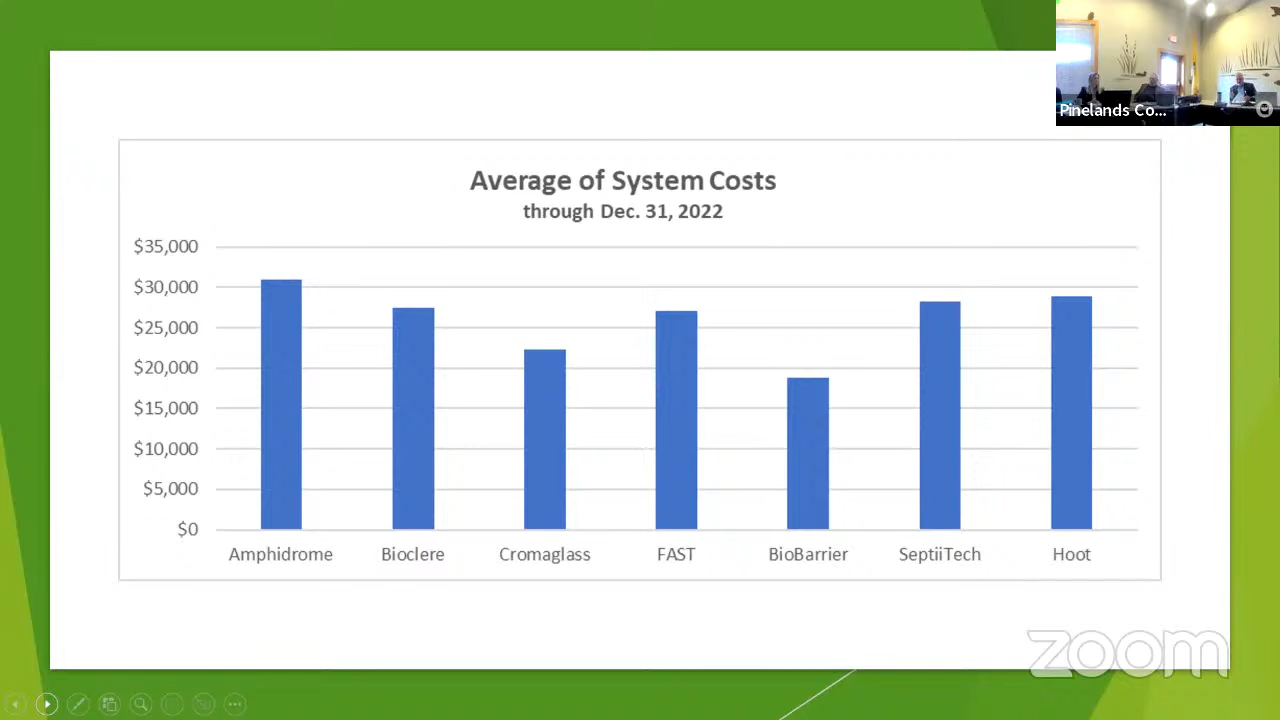 Pinelands Co...
Average of System Costs
through Dec. 31, 2022
$35,000
$30,000
$25,000
$20,000
$15,000
$10,000
$5,000
$0
Amphidrome Bioclere Cromaglass FAST BioBarrier SeptiiTech Hoot
zoom